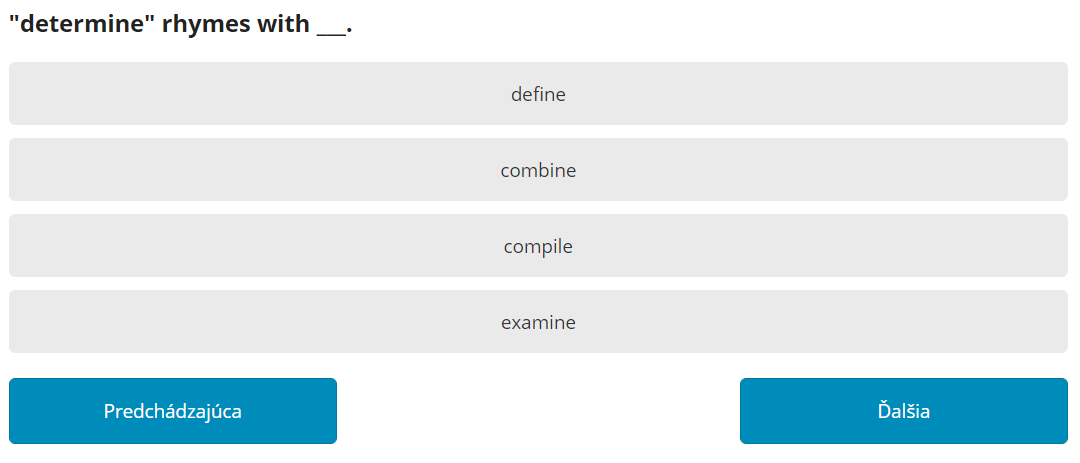 "determine" rhymes with ___.
define
combine
compile
examine
Predchádzajúca
Ďalšia